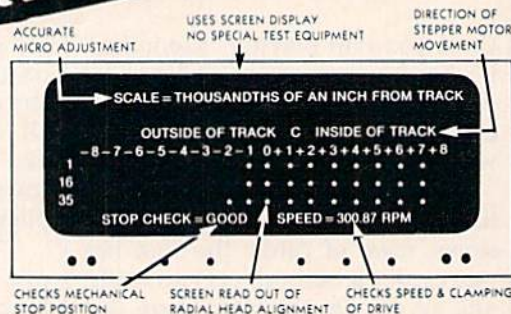 ACCURATE
MICRO ADJUSTMENT
USES SCREEN DISPLAY
NO SPECIAL TEST EQUIPMENT
DIRECTION OF
STEPPER MOTOR
MOVEMENT
SCALE = THOUSANDTHS OF AN INCH FROM TRACK
OUTSIDE OF TRACK C INSIDE OF TRACK
-8-7-6-5-4-3-2-1 0+1+2+3+4+5+6+7+8
1
16
35
STOP CHECK = GOOD SPEED = 300.87 RPM
CHECKS MECHANICAL
STOP POSITION
SCREEN READ OUT OF
RADIAL HEAD ALIGNMENT
CHECKS SPEED & CLAMPING
OF DRIVE